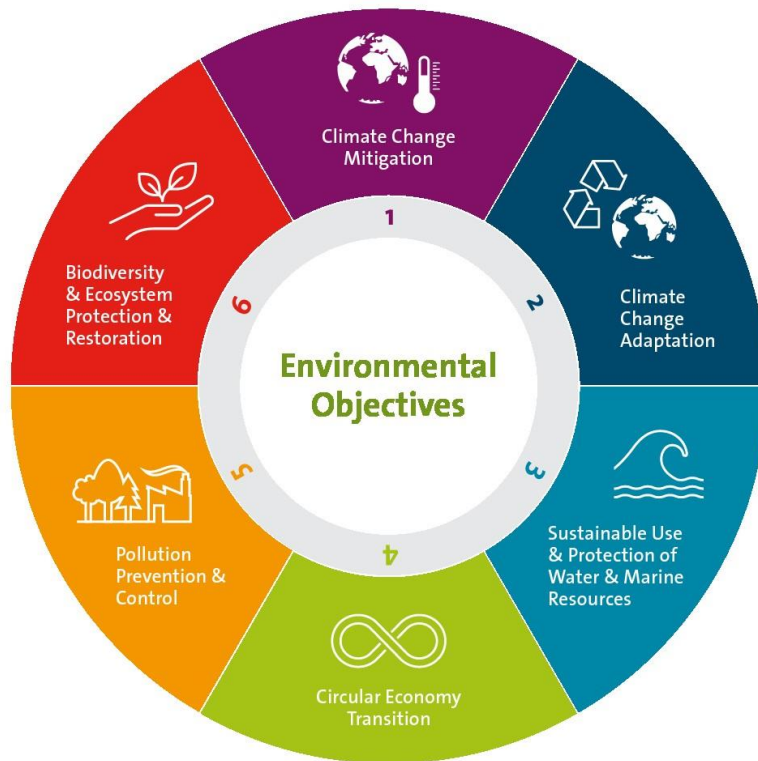 Climate Change
Mitigation
1
Climate
Change
Adaptation
2
Sustainable Use
& Protection of
Water & Marine
Resources
3
Circular Economy
Transition
4
Pollution
Prevention &
Control
5
Biodiversity
& Ecosystem
Protection &
Restoration
6
Environmental
Objectives